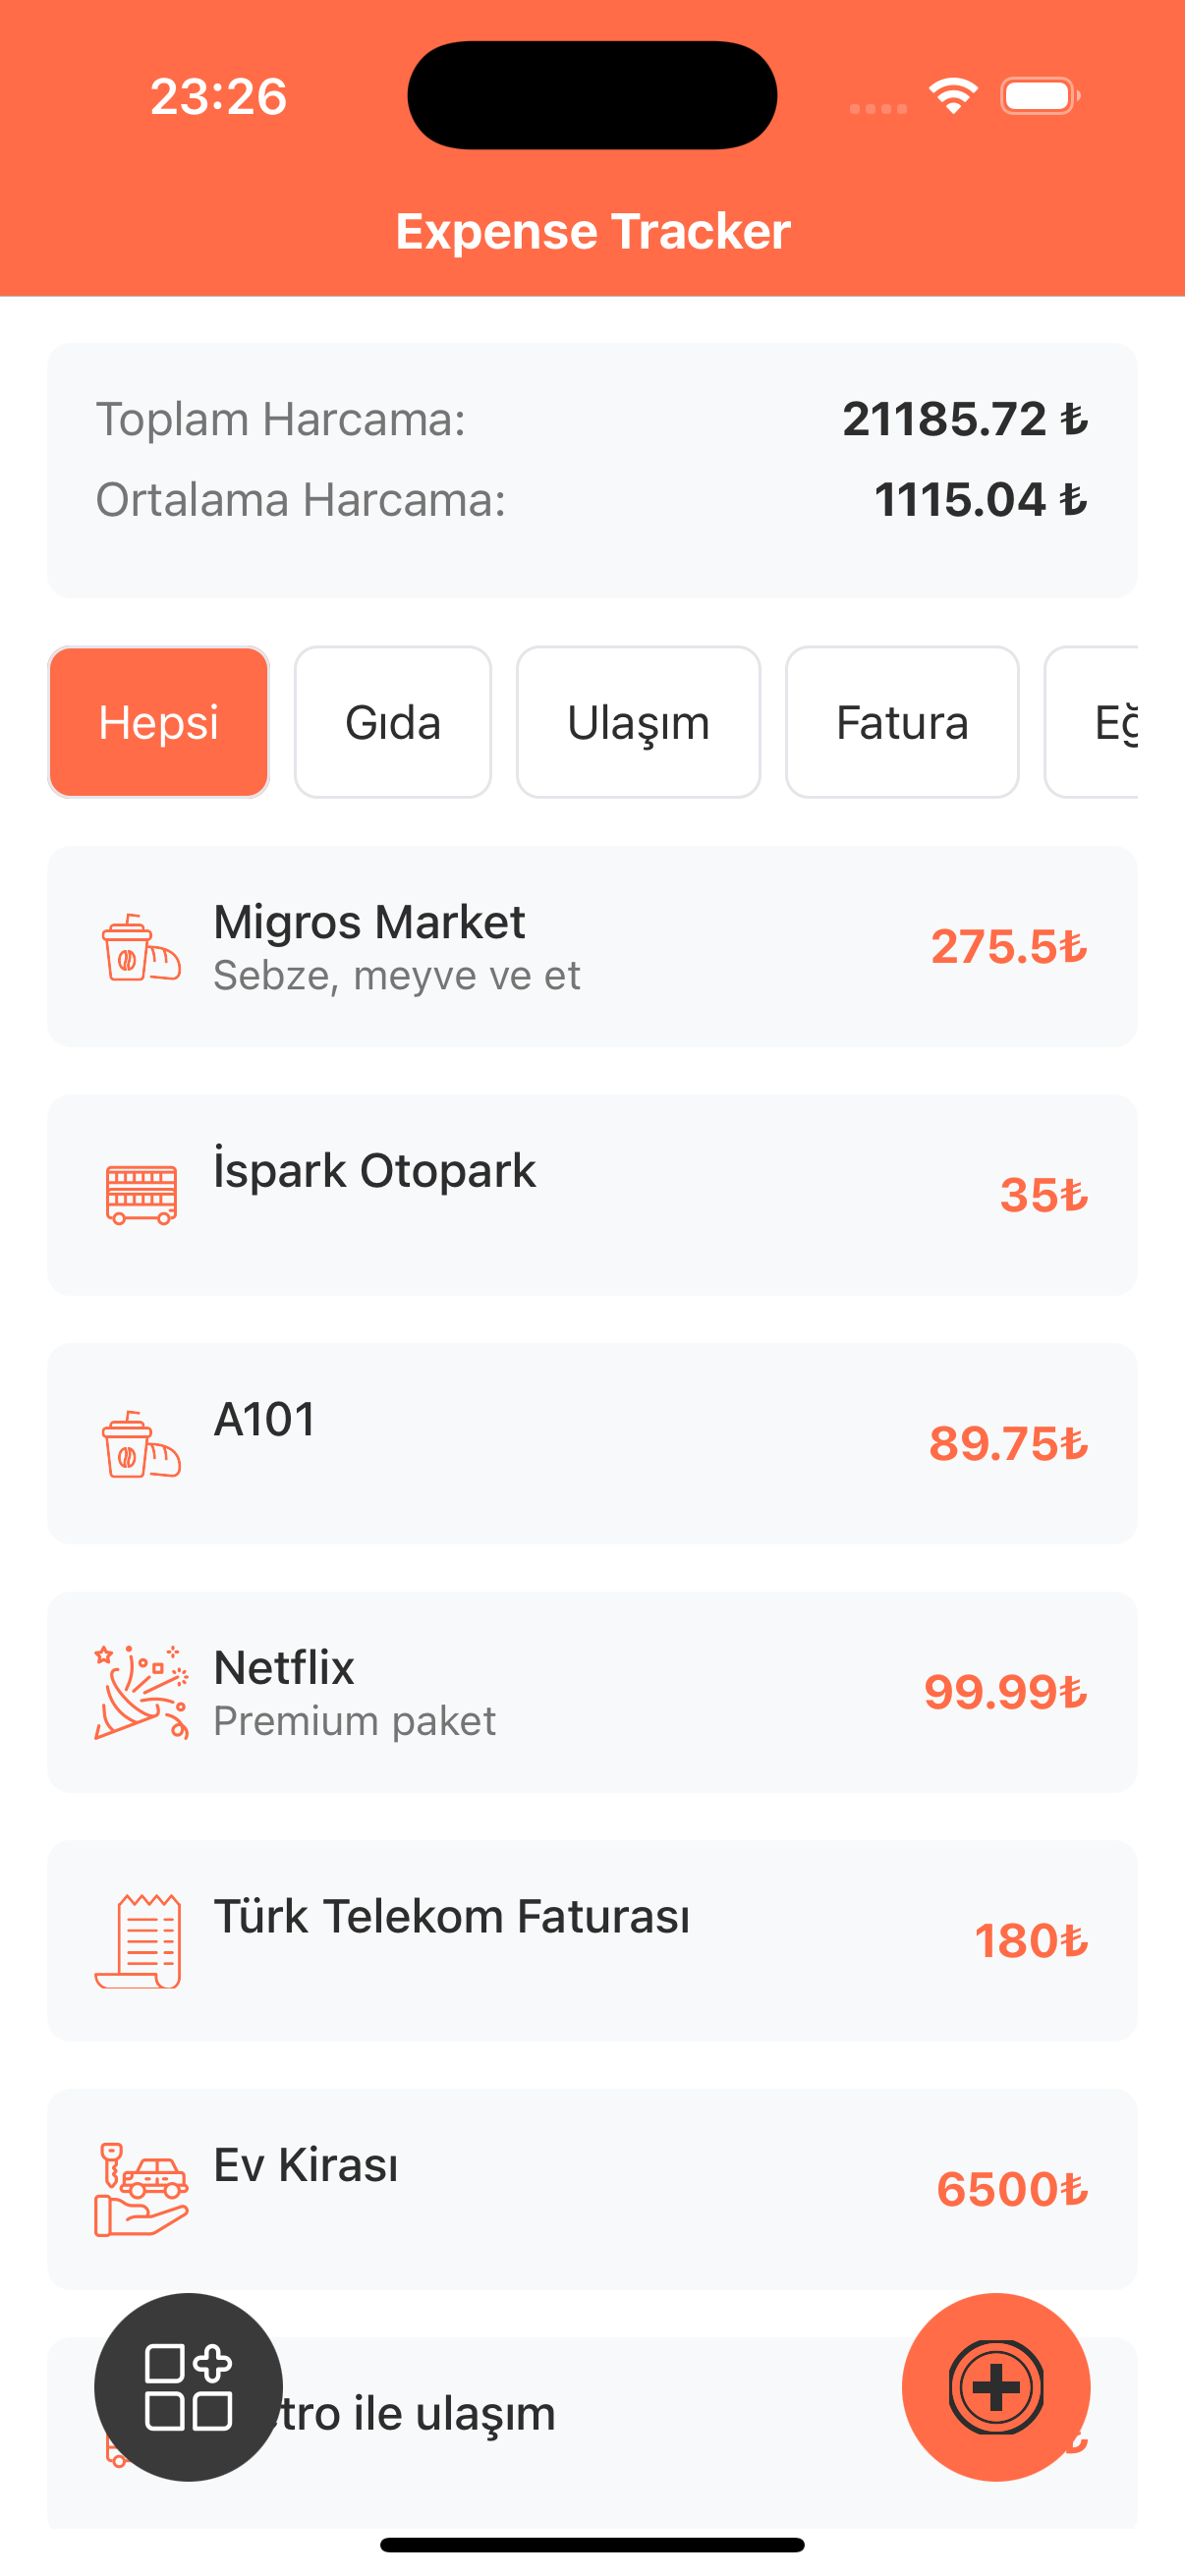 23:26
Expense Tracker
Toplam Harcama: 21185.72 ₺
Ortalama Harcama: 1115.04 ₺
Hepsi Gıda Ulaşım Fatura Eğ
Migros Market
Sebze, meyve ve et
275.5₺
İspark Otopark
35₺
A101
89.75₺
Netflix
Premium paket
99.99₺
Türk Telekom Faturası
180₺
Ev Kirası
6500₺
tro ile ulaşım
₺